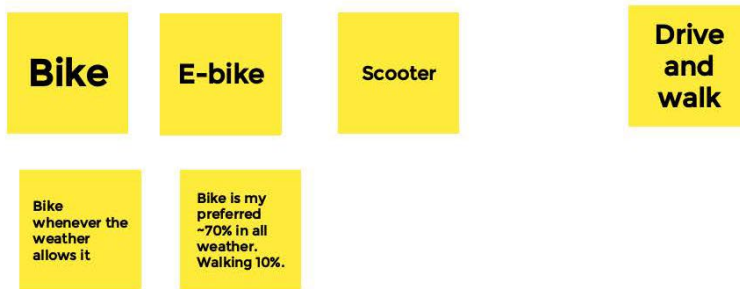 Bike
E-bike
Scooter
Drive
and
walk
Bike
whenever the
weather
allows it
Bike is my
preferred
~70% in all
weather.
Walking 10%.